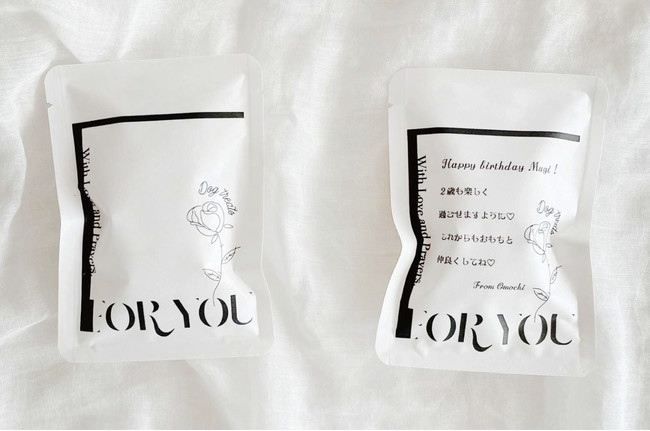 With Love and Prayers
Dog treats
FOR YOU
Happy birthday Mugi !
2歳も楽しく
過ごせますように♡
これからもおもちと
仲良くしてね♡
From Omochi
With Love and Prayers
Dog treats
FOR YOU